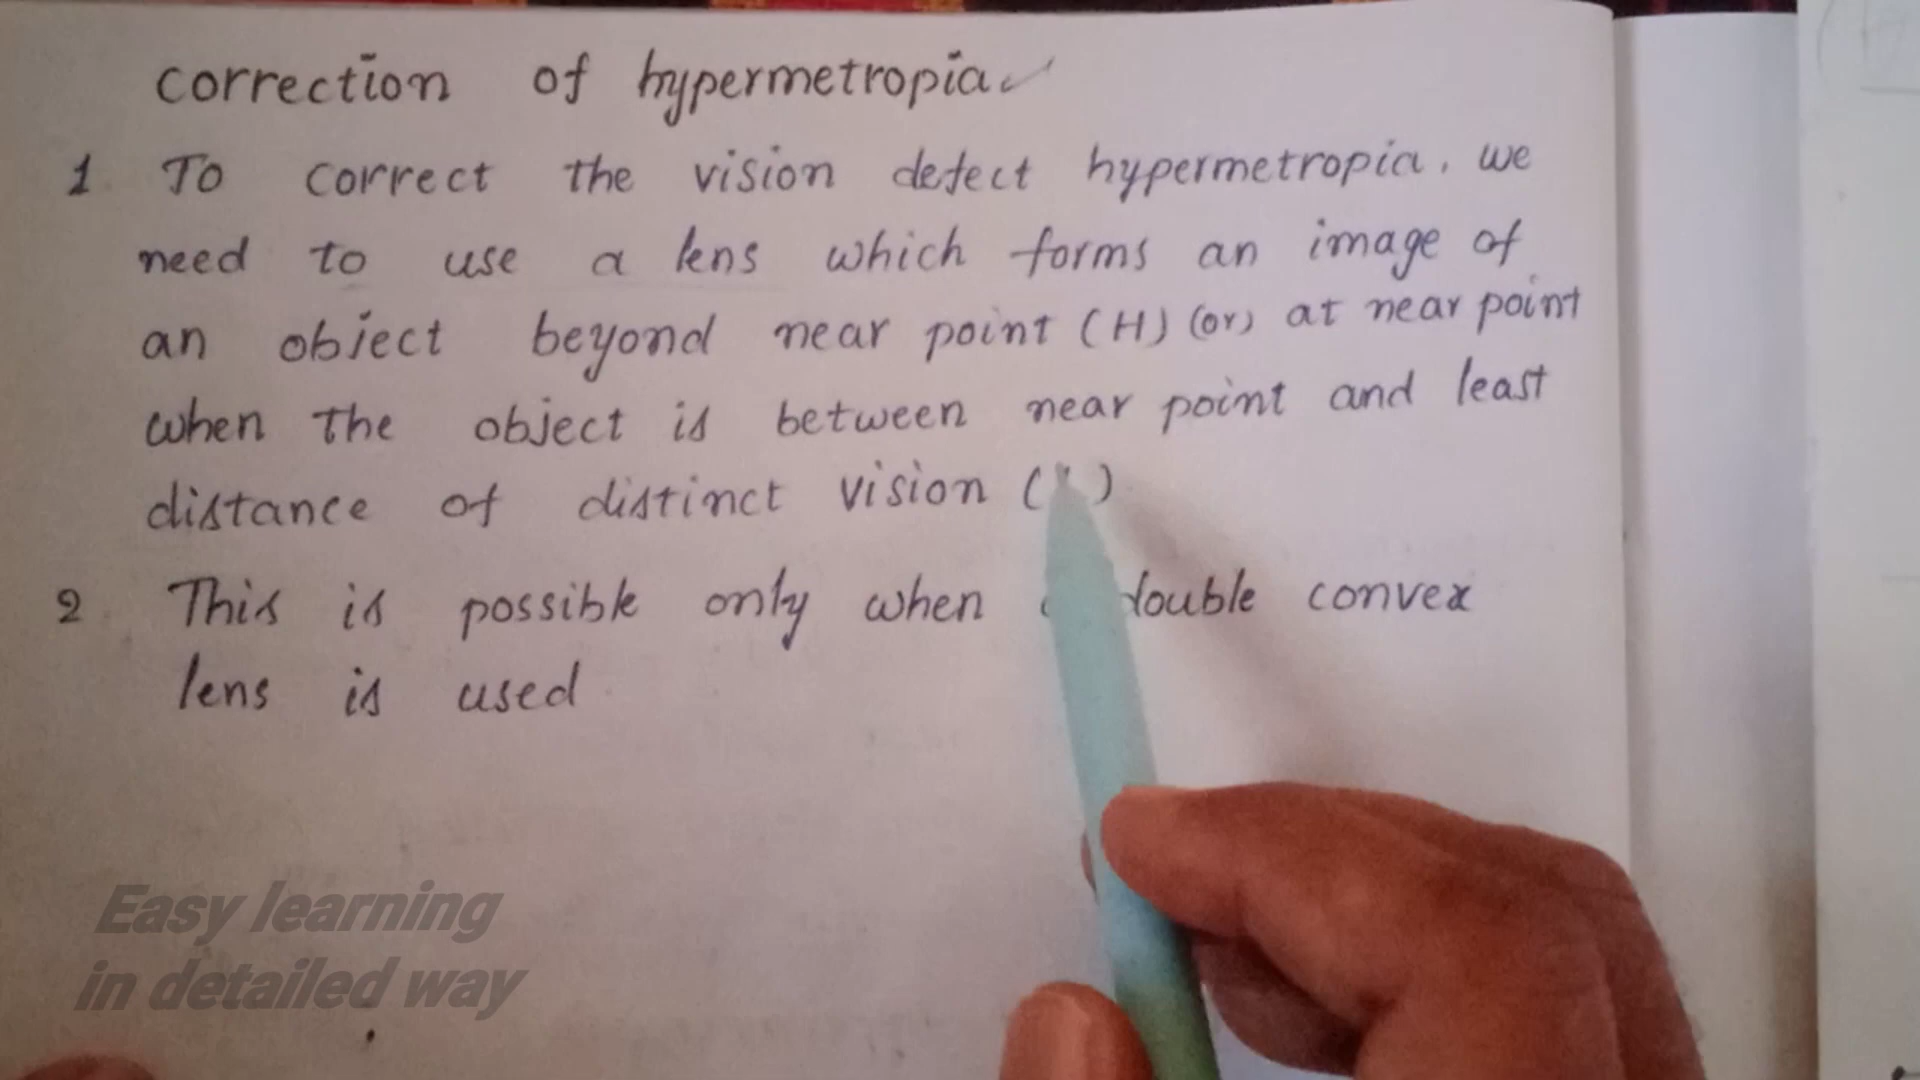 correction of hypermetropia
1 To correct the vision defect hypermetropia, we
need to use a lens which forms an image of
an object beyond near point (H) (or) at near point
when the object is between near point and least
distance of distinct vision ( )
2 This is possible only when double convex
lens is used
Easy learning
in detailed way